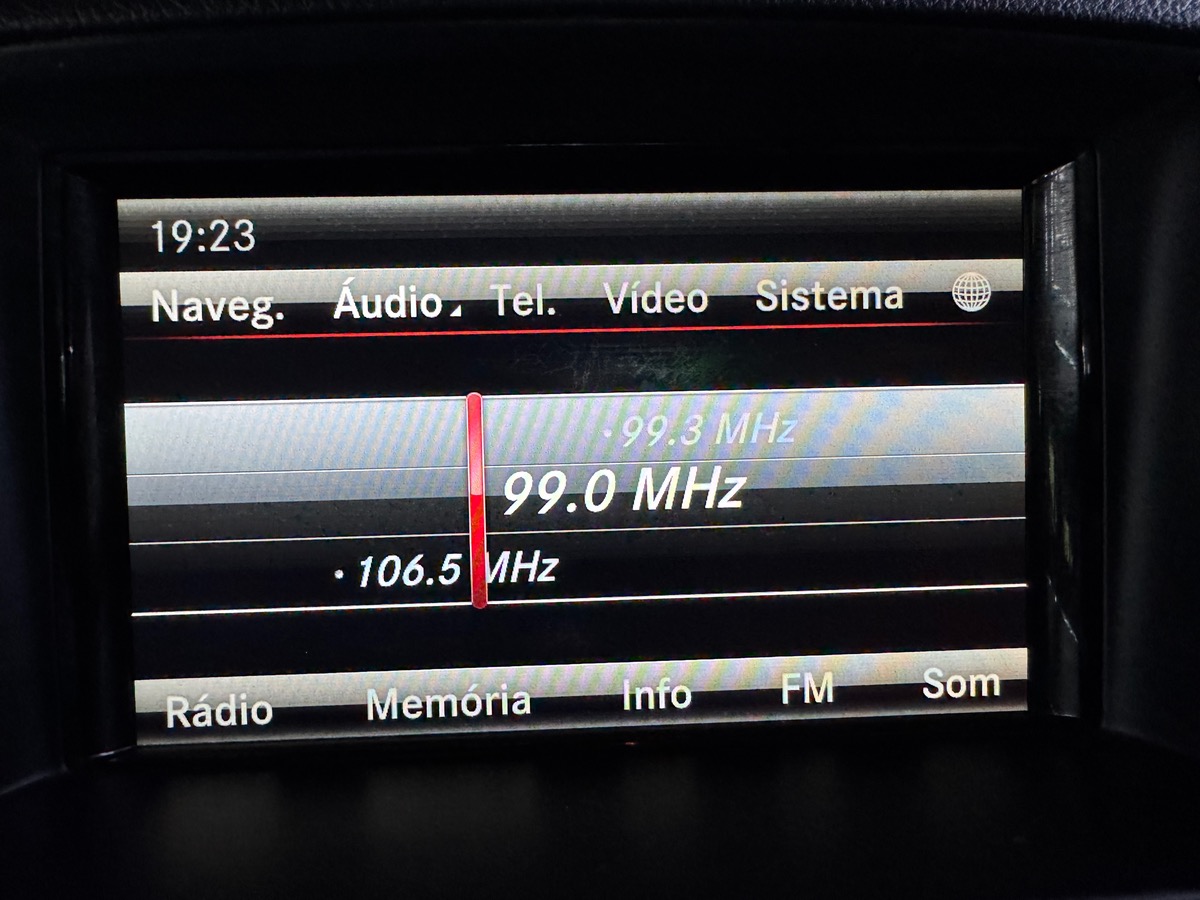 19:23
Naveg. Áudio Tel. Vídeo Sistema
· 99.3 MHz
99.0 MHz
· 106.5 MHz
Rádio Memória Info FM Som